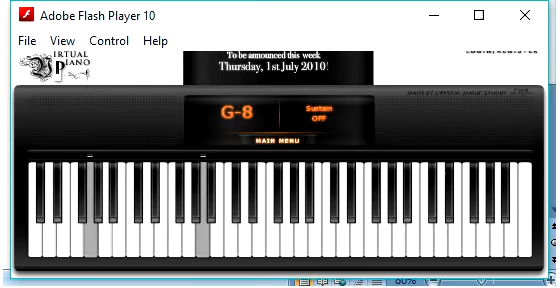 Adobe Flash Player 10
File View Control Help
VIRTUAL
PIANO
To be announced this week
Thursday, 1st July 2010!
G-8
Sustain
OFF
MAIN MENU
80%